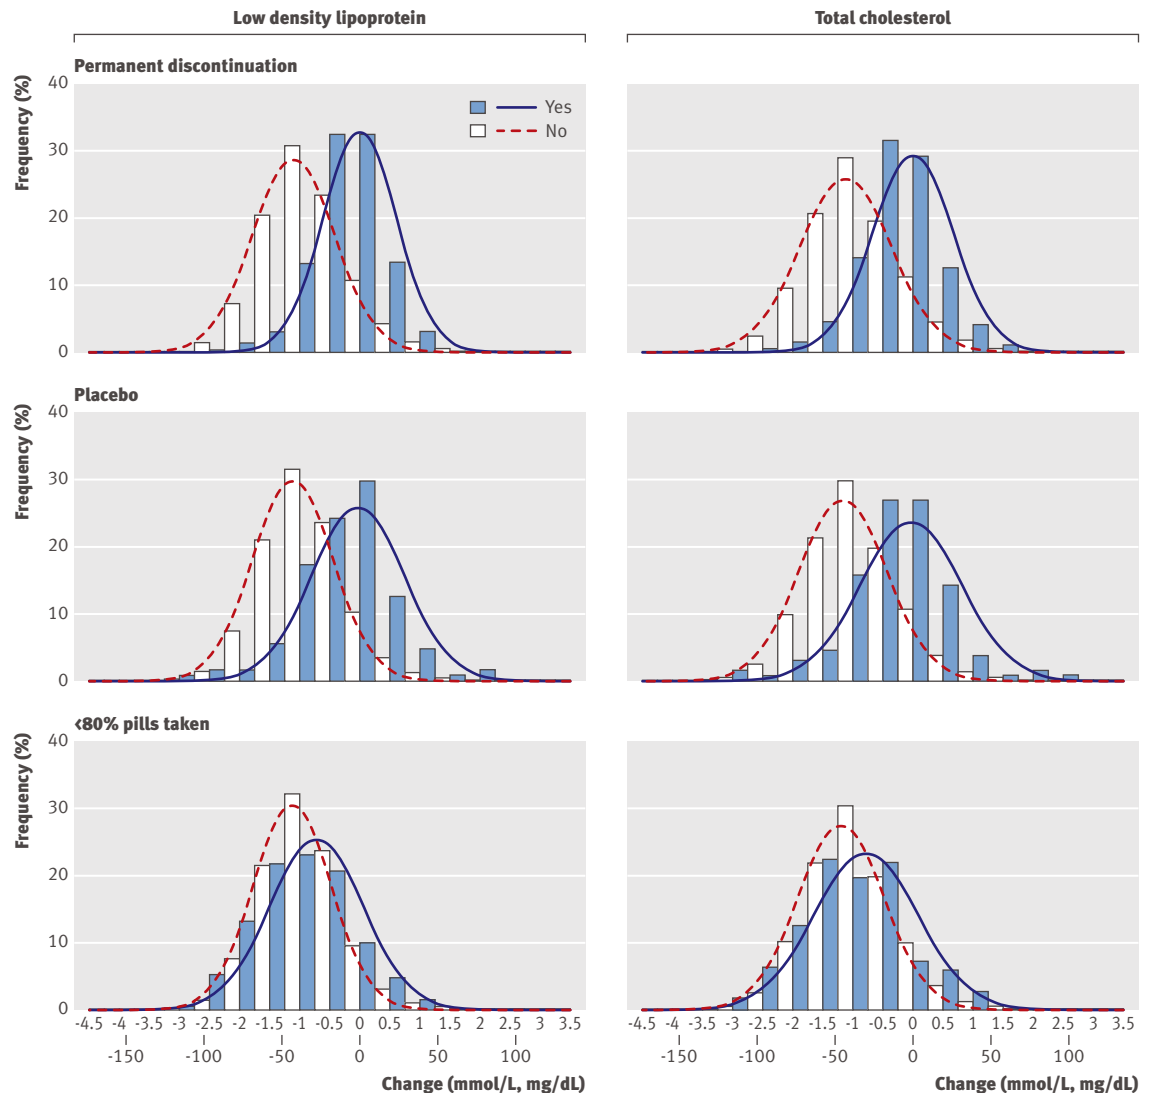 Low density lipoprotein
Total cholesterol
Permanent discontinuation
Frequency (%)
40
30
20
10
0
Yes
No
Placebo
Frequency (%)
40
30
20
10
0
<80% pills taken
Frequency (%)
40
30
20
10
0
-4.5 -4 -3.5 -3 -2.5 -2 -1.5 -1 -0.5 0 0.5 1 1.5 2 2.5 3 3.5
-4.5 -4 -3.5 -3 -2.5 -2 -1.5 -1 -0.5 0 0.5 1 1.5 2 2.5 3 3.5
-150 -100 -50 0 50 100
-150 -100 -50 0 50 100
Change (mmol/L, mg/dL)
Change (mmol/L, mg/dL)